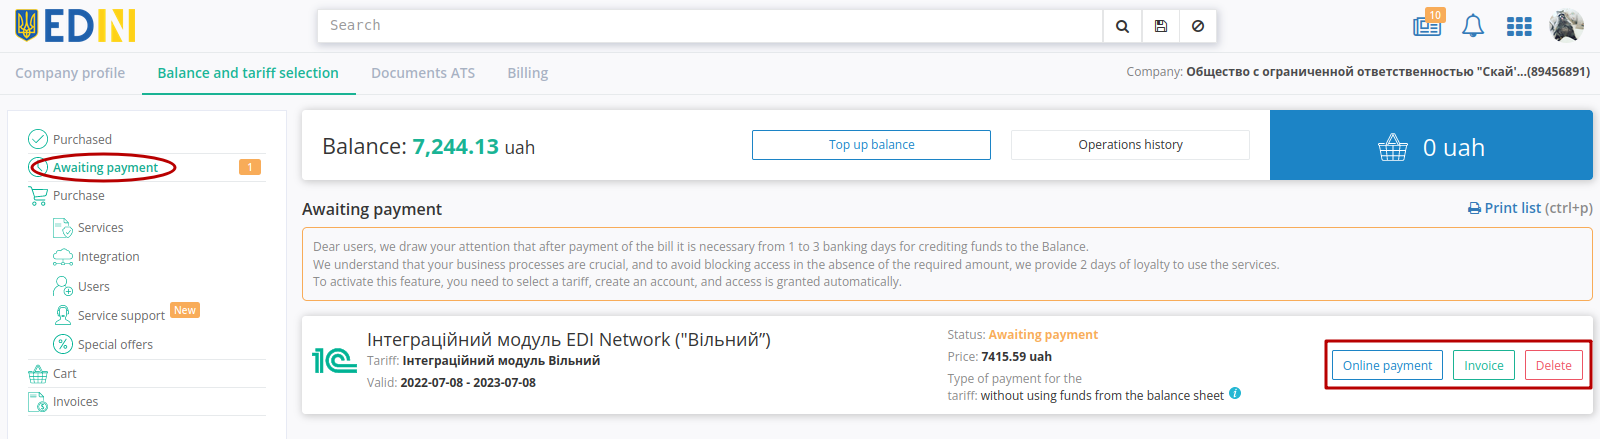 EDIN
Search
10
Company profile
Balance and tariff selection
Documents ATS
Billing
Company: Общество с ограниченной ответственностью "Скай'...(89456891)
Purchased
Awaiting payment
1
Purchase
Services
Integration
Users
Service support
New
Special offers
Cart
Invoices
Balance: 7,244.13 uah
Top up balance
Operations history
0 uah
Awaiting payment
Print list (ctrl+p)
Dear users, we draw your attention that after payment of the bill it is necessary from 1 to 3 banking days for crediting funds to the Balance.
We understand that your business processes are crucial, and to avoid blocking access in the absence of the required amount, we provide 2 days of loyalty to use the services.
To activate this feature, you need to select a tariff, create an account, and access is granted automatically.
1С
Інтеграційний модуль EDI Network ("Вільний”)
Tariff: Інтеграційний модуль Вільний
Valid: 2022-07-08 - 2023-07-08
Status: Awaiting payment
Price: 7415.59 uah
Type of payment for the
tariff: without using funds from the balance sheet
Online payment
Invoice
Delete